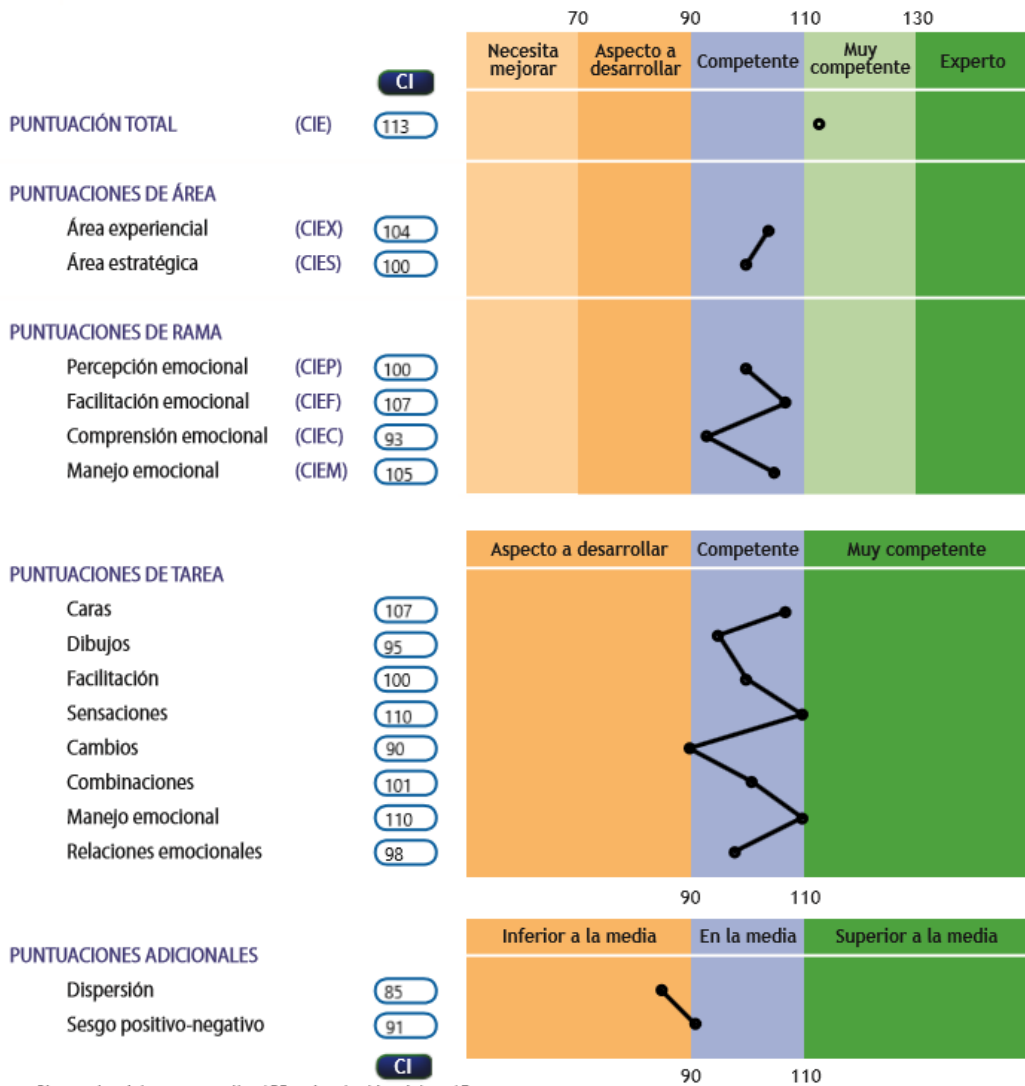 70 90 110 130
Necesita mejorar Aspecto a desarrollar Competente Muy competente Experto
CI
PUNTUACIÓN TOTAL (CIE) 113
PUNTUACIONES DE ÁREA
Área experiencial (CIEX) 104
Área estratégica (CIES) 100
PUNTUACIONES DE RAMA
Percepción emocional (CIEP) 100
Facilitación emocional (CIEF) 107
Comprensión emocional (CIEC) 93
Manejo emocional (CIEM) 105
Aspecto a desarrollar Competente Muy competente
PUNTUACIONES DE TAREA
Caras 107
Dibujos 95
Facilitación 100
Sensaciones 110
Cambios 90
Combinaciones 101
Manejo emocional 110
Relaciones emocionales 98
90 110
Inferior a la media En la media Superior a la media
PUNTUACIONES ADICIONALES
Dispersión 85
Sesgo positivo-negativo 91
CI
90 110